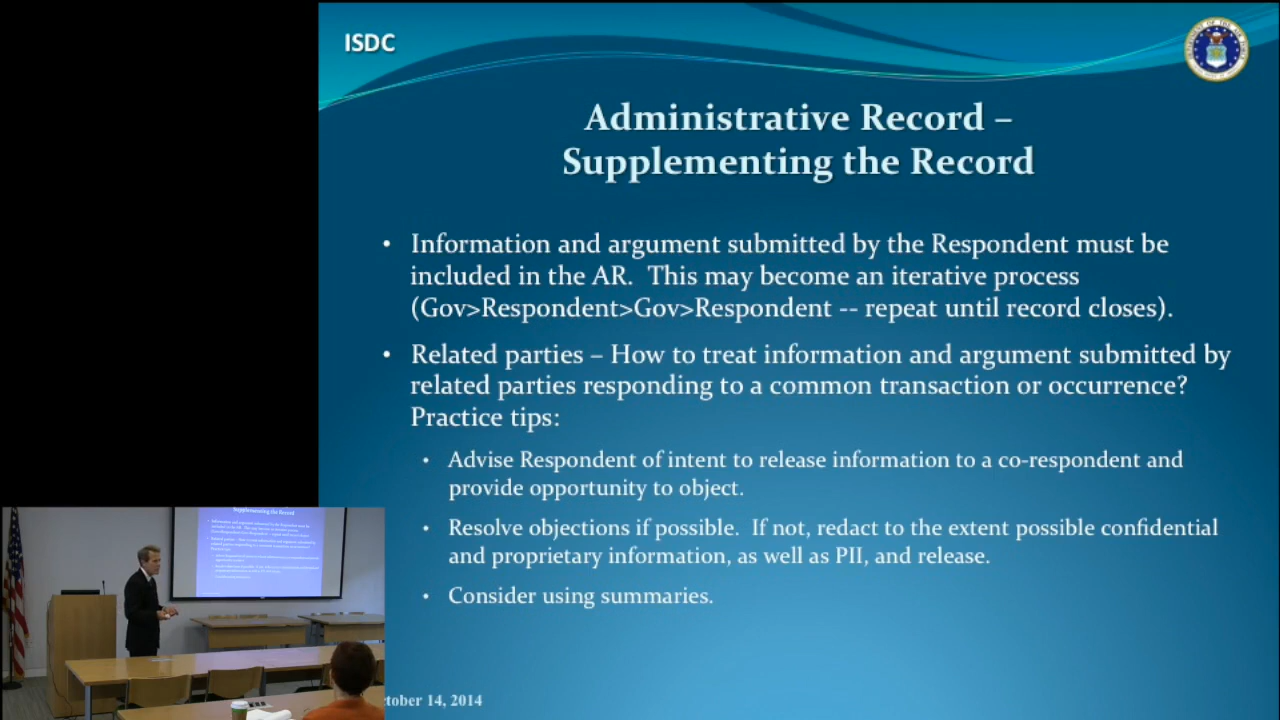 ISDC
Administrative Record –
Supplementing the Record
• Information and argument submitted by the Respondent must be
included in the AR.  This may become an iterative process
(Gov>Respondent>Gov>Respondent -- repeat until record closes).
• Related parties – How to treat information and argument submitted by
related parties responding to a common transaction or occurrence?
Practice tips:
• Advise Respondent of intent to release information to a co-respondent and
provide opportunity to object.
• Resolve objections if possible.  If not, redact to the extent possible confidential
and proprietary information, as well as PII, and release.
• Consider using summaries.
tober 14, 2014
Supplementing the Record